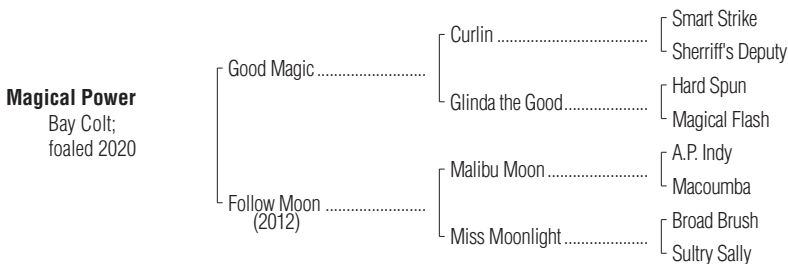 Magical Power
Bay Colt;
foaled 2020
Good Magic
Follow Moon
(2012)
Curlin
Glinda the Good
Malibu Moon
Miss Moonlight
Smart Strike
Sherriff's Deputy
Hard Spun
Magical Flash
A.P. Indy
Macoumba
Broad Brush
Sultry Sally